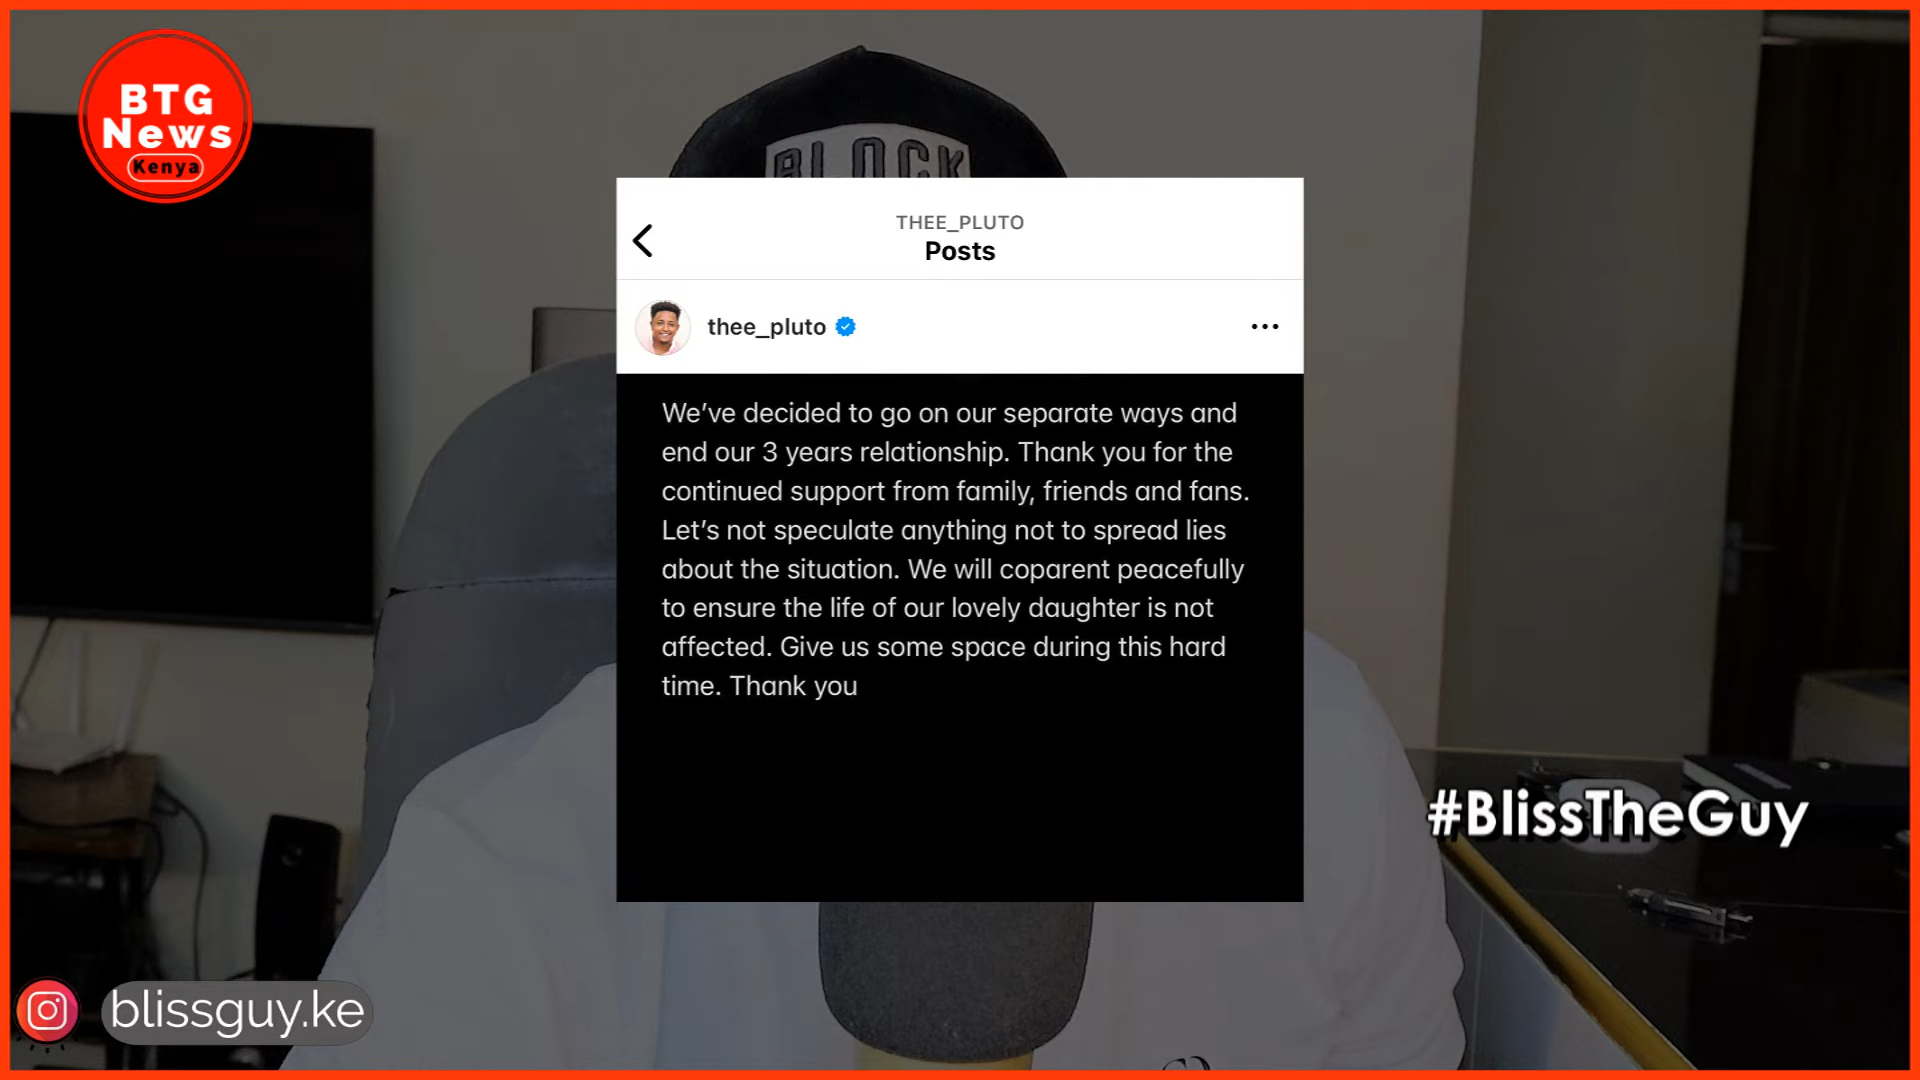 BTG
News
Kenya
BLOCK
THEE_PLUTO
Posts
thee_pluto
We’ve decided to go on our separate ways and
end our 3 years relationship. Thank you for the
continued support from family, friends and fans.
Let’s not speculate anything not to spread lies
about the situation. We will coparent peacefully
to ensure the life of our lovely daughter is not
affected. Give us some space during this hard
time. Thank you
#BlissTheGuy
blissguy.ke